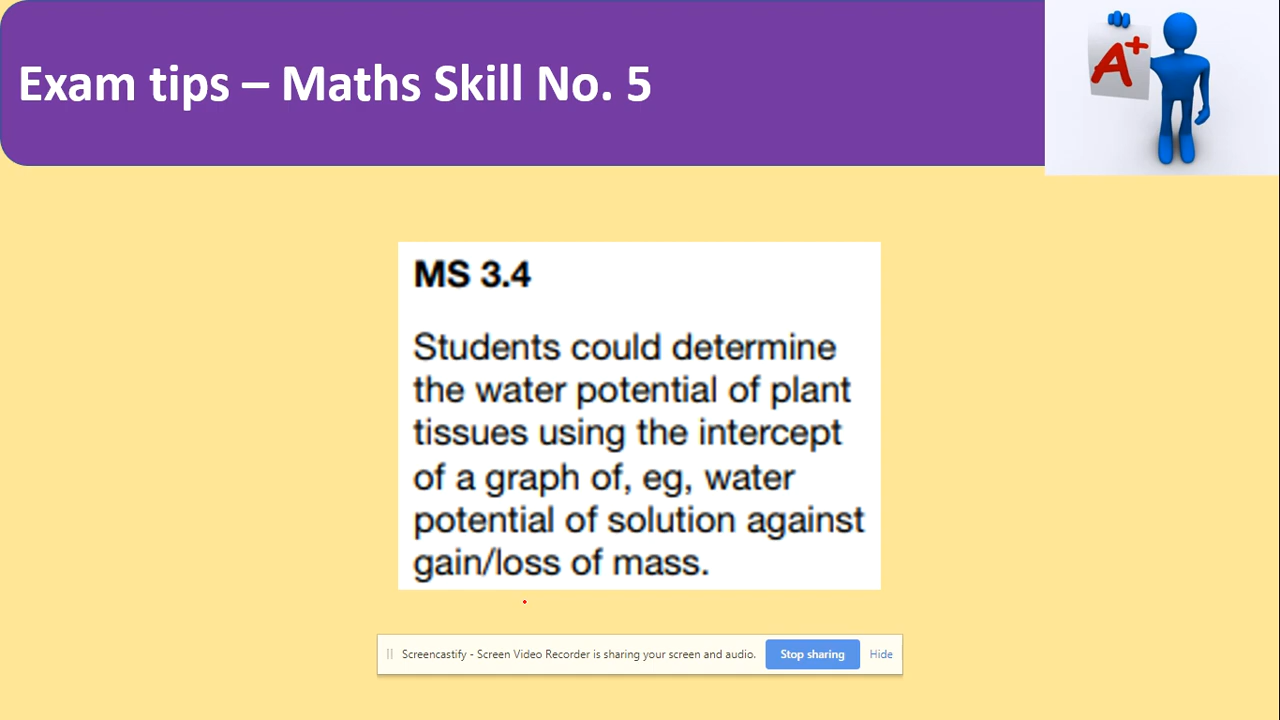 Exam tips – Maths Skill No. 5
A+
MS 3.4
Students could determine
the water potential of plant
tissues using the intercept
of a graph of, eg, water
potential of solution against
gain/loss of mass.
Screencastify - Screen Video Recorder is sharing your screen and audio. Stop sharing Hide